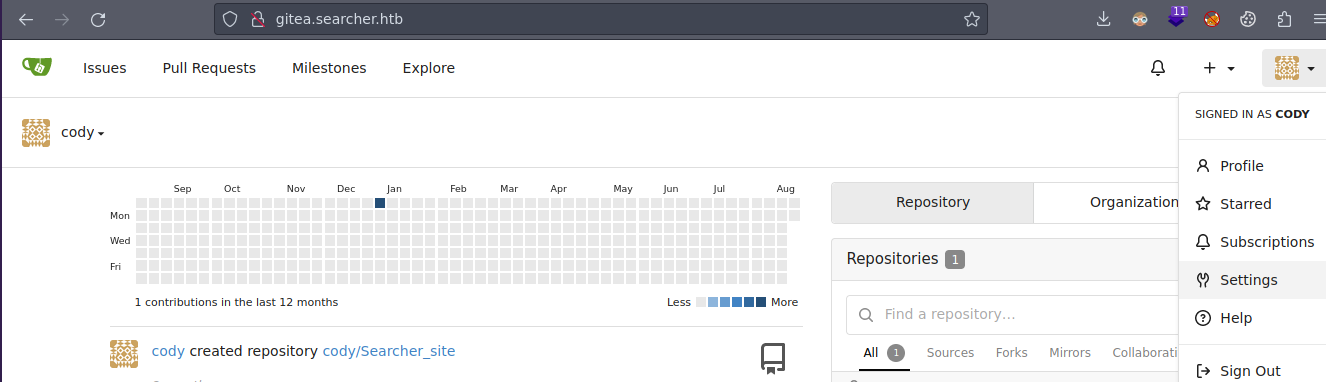 gitea.searcher.htb
11
Issues Pull Requests Milestones Explore
cody
SIGNED IN AS CODY
Profile
Starred
Subscriptions
Settings
Help
Sign Out
Sep Oct Nov Dec Jan Feb Mar Apr May Jun Jul Aug
Mon
Wed
Fri
1 contributions in the last 12 months
Less More
cody created repository cody/Searcher_site
Repository Organization
Repositories 1
Find a repository...
All 1 Sources Forks Mirrors Collaborati